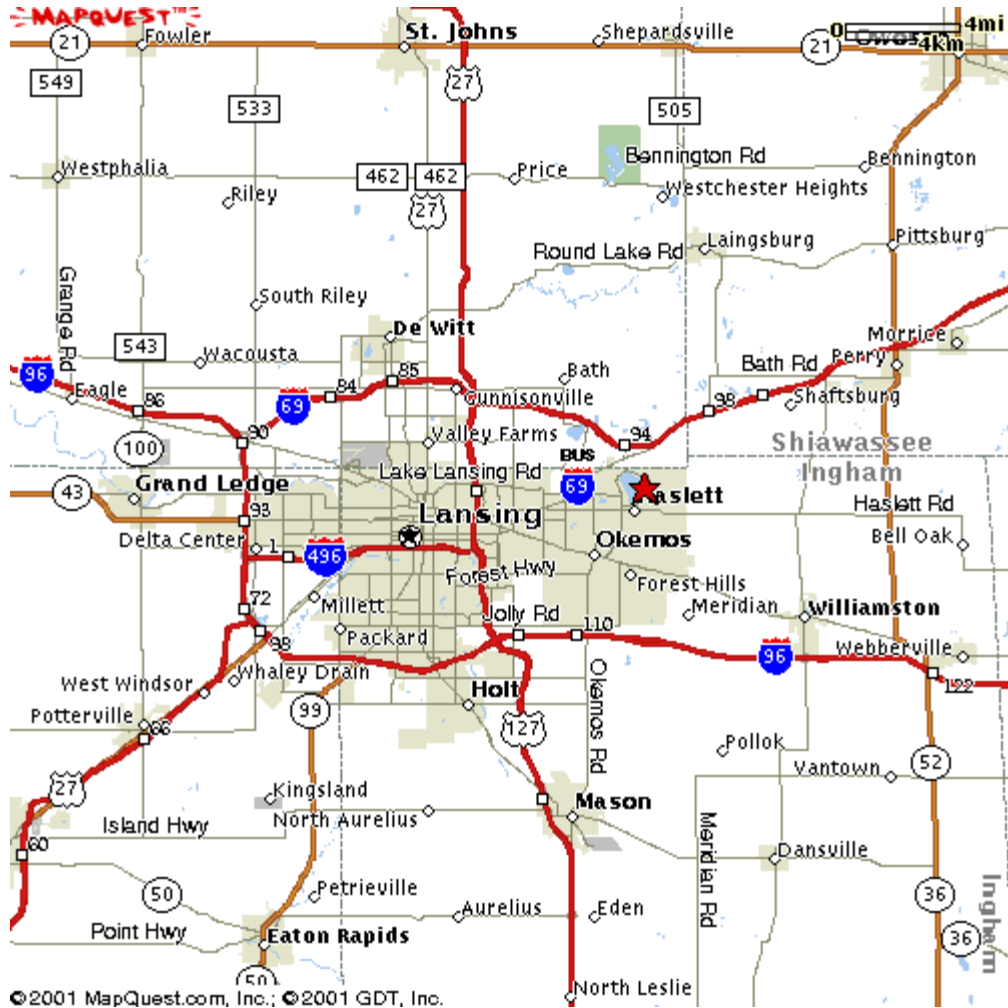 MAPQUEST™
Fowler
St. Johns
Shepardsville
0 4mi
4km
21
21
27
549
533
505
Bennington Rd
Bennington
Westphalia
462
462
Price
Westchester Heights
Riley
27
Pittsburg
Laingsburg
Round Lake Rd
Grange Rd
South Riley
De Witt
Morrice
543
Wacousta
Perry
Bath Rd
96
Eagle
85
84
Bath
98
Shaftsburg
86
69
Gunnisonville
90
Valley Farms
94
Shiawassee
Ingham
100
BUS
69
Lake Lansing Rd
43
Grand Ledge
Haslett Rd
93
Lansing
Delta Center
1
496
Okemos
Bell Oak
Forest Hwy
Forest Hills
72
Millett
Jolly Rd
110
Meridian
Williamston
98
Packard
96
Webberville
Whaley Drain
122
West Windsor
Holt
Okemos Rd
Potterville
66
99
127
Pollok
52
27
Kingsland
Vantown
Island Hwy
North Aurelius
Mason
60
Meridian Rd
Dansville
50
Petrieville
36
Ingham
Point Hwy
Aurelius
Eden
36
Eaton Rapids
50
North Leslie
©2001 MapQuest.com, Inc.; ©2001 GDT, Inc.